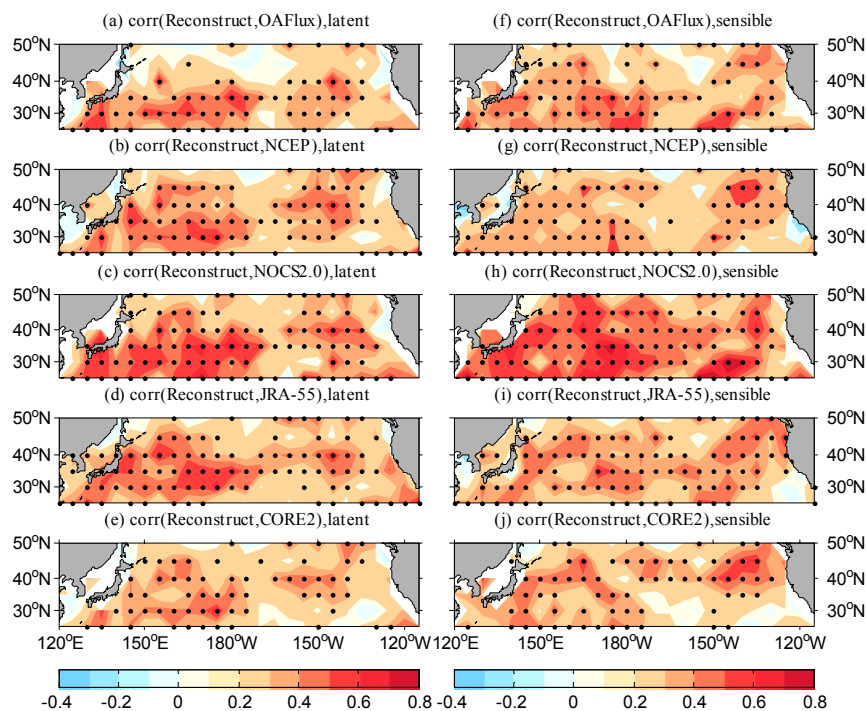 (a) corr(Reconstruct,OAFlux),latent
(f) corr(Reconstruct,OAFlux),sensible
50°N
40°N
30°N
50°N
40°N
30°N
(b) corr(Reconstruct,NCEP),latent
(g) corr(Reconstruct,NCEP),sensible
50°N
40°N
30°N
50°N
40°N
30°N
(c) corr(Reconstruct,NOCS2.0),latent
(h) corr(Reconstruct,NOCS2.0),sensible
50°N
40°N
30°N
50°N
40°N
30°N
(d) corr(Reconstruct,JRA-55),latent
(i) corr(Reconstruct,JRA-55),sensible
50°N
40°N
30°N
50°N
40°N
30°N
(e) corr(Reconstruct,CORE2),latent
(j) corr(Reconstruct,CORE2),sensible
50°N
40°N
30°N
50°N
40°N
30°N
120°E 150°E 180°W 150°W 120°W
120°E 150°E 180°W 150°W 120°W
-0.4 -0.2 0 0.2 0.4 0.6 0.8
-0.4 -0.2 0 0.2 0.4 0.6 0.8